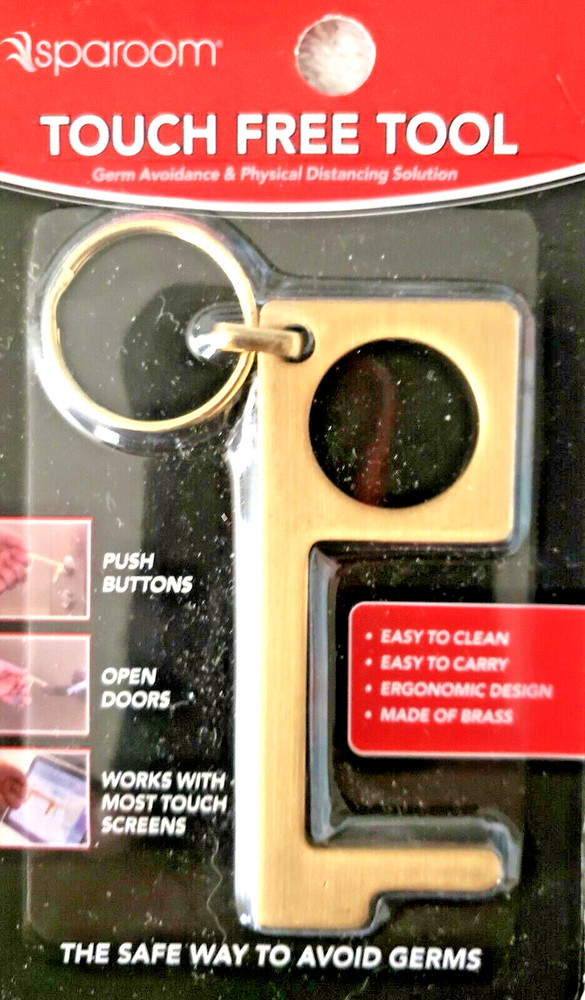 sparoom®
TOUCH FREE TOOL
Germ Avoidance & Physical Distancing Solution
PUSH
BUTTONS
OPEN
DOORS
WORKS WITH
MOST TOUCH
SCREENS
• EASY TO CLEAN
• EASY TO CARRY
• ERGONOMIC DESIGN
• MADE OF BRASS
THE SAFE WAY TO AVOID GERMS